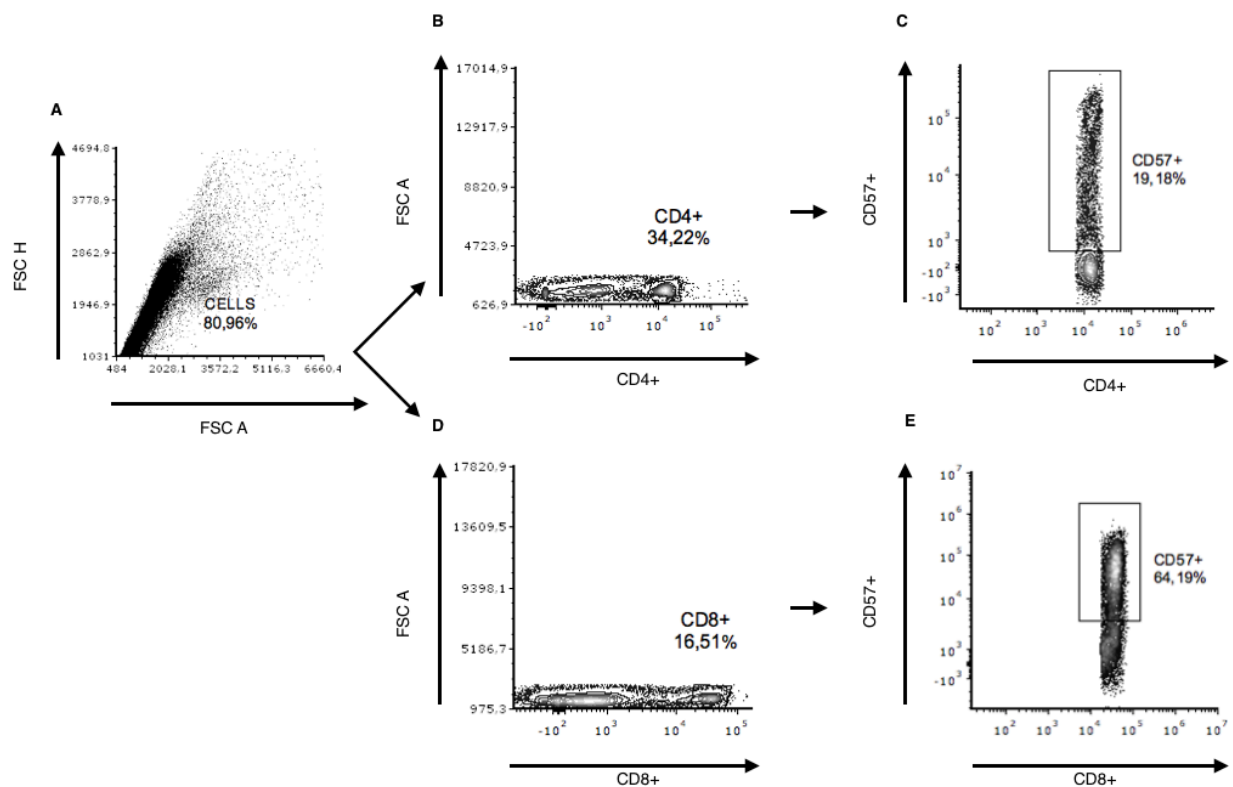 A
FSC H
4694.8
3778.9
2862.9
1946.9
1031
CELLS
80,96%
484 2028.1 3572.2 5116.3 6660.4
FSC A
B
FSC A
17014.9
12917.9
8820.9
4723.9
626.9
CD4+
34,22%
-10² 10³ 10⁴ 10⁵
CD4+
C
CD57+
10⁵
10⁴
10³
-10²
-10³
CD57+
19,18%
10² 10³ 10⁴ 10⁵ 10⁶
CD4+
D
FSC A
17820.9
13609.5
9398.1
5186.7
975.3
CD8+
16,51%
-10² 10³ 10⁴ 10⁵
CD8+
E
CD57+
10⁷
10⁶
10⁵
10⁴
10³
-10³
CD57+
64,19%
10² 10³ 10⁴ 10⁵ 10⁶ 10⁷
CD8+